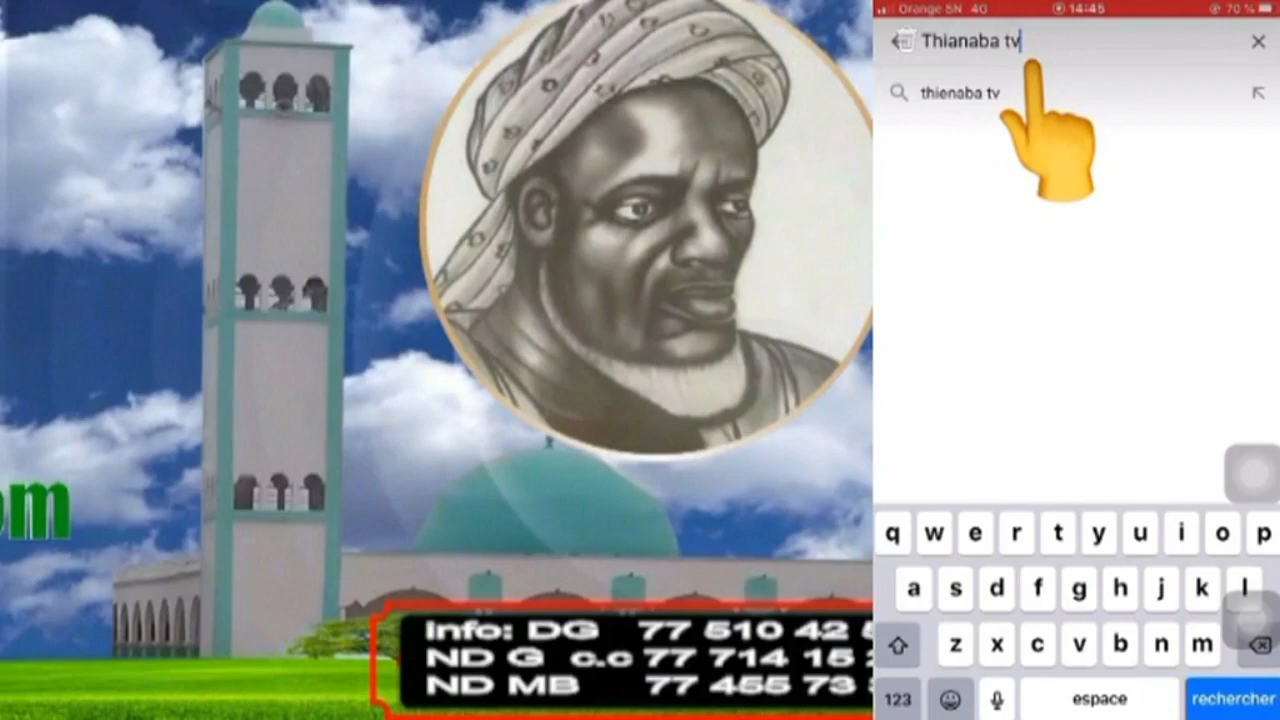 om
Info: DG 77 510 42
ND G c.c 77 714 15
ND MB 77 455 73
Orange SN 4G 14:45 70 %
Thianaba tv
thienaba tv
q w e r t y u i o p
a s d f g h j k l
z x c v b n m
123 espace rechercher